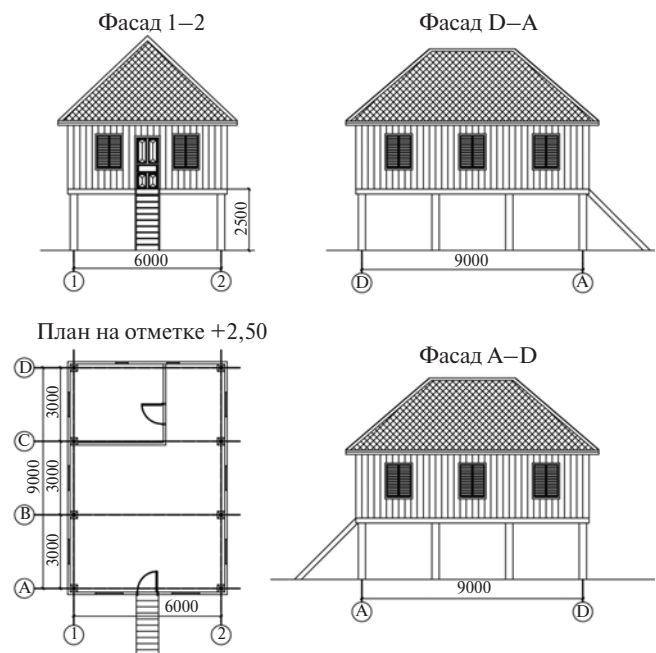 Фасад 1–2
Фасад D–A
2500
6000
9000
1
2
D
A
План на отметке +2,50
Фасад A–D
D
3000
C
9000
3000
B
3000
A
6000
9000
1
2
A
D